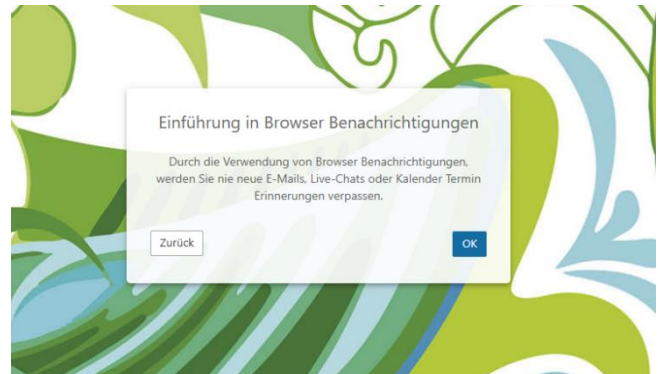 Einführung in Browser Benachrichtigungen
Durch die Verwendung von Browser Benachrichtigungen,
werden Sie nie neue E-Mails, Live-Chats oder Kalender Termin
Erinnerungen verpassen.
Zurück
OK